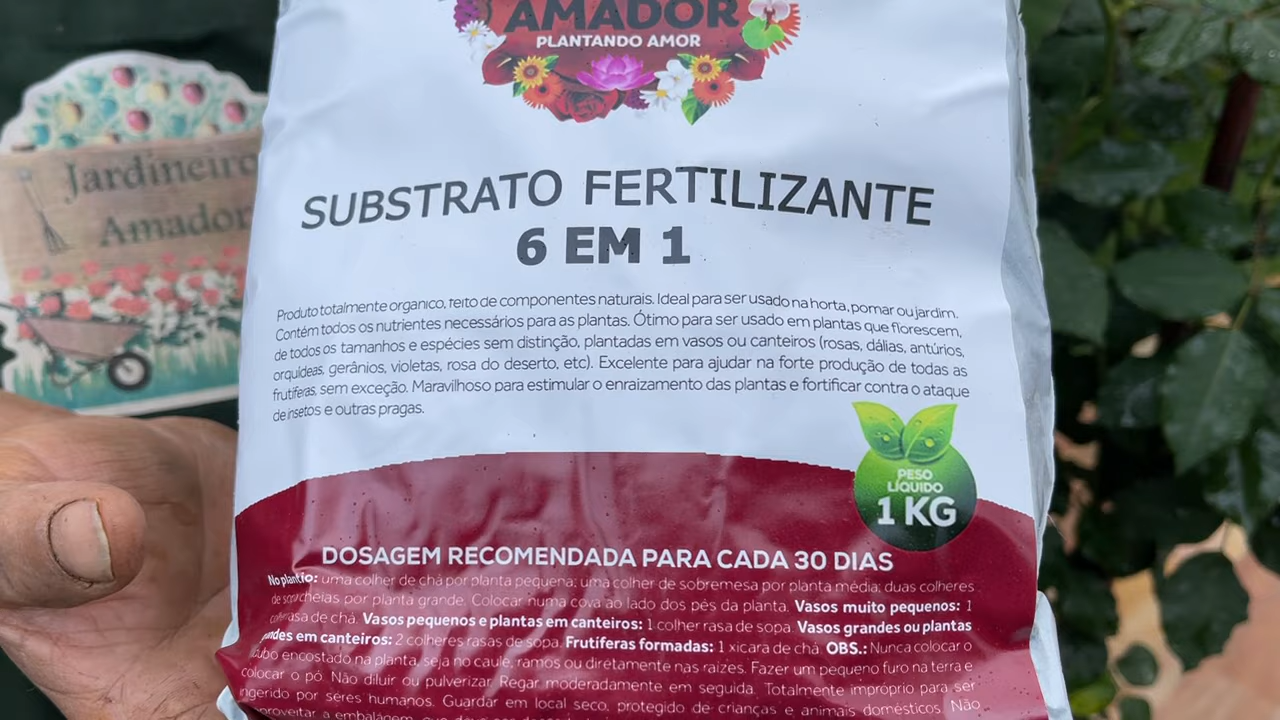 AMADOR
PLANTANDO AMOR
Jardineiro
Amador
SUBSTRATO FERTILIZANTE
6 EM 1
Produto totalmente organico, feito de componentes naturais. Ideal para ser usado na horta, pomar ou jardim.
Contém todos os nutrientes necessários para as plantas. Ótimo para ser usado em plantas que florescem,
de todos os tamanhos e espécies sem distinção, plantadas em vasos ou canteiros (rosas, dálias, antúrios,
orquídeas, gerânios, violetas, rosa do deserto, etc). Excelente para ajudar na forte produção de todas as
frutíferas, sem exceção. Maravilhoso para estimular o enraizamento das plantas e fortificar contra o ataque
de insetos e outras pragas.
PESO
LÍQUIDO
1 KG
DOSAGEM RECOMENDADA PARA CADA 30 DIAS
No plantio: uma colher de chá por planta pequena; uma colher de sobremesa por planta média; duas colheres
de sopa cheias por planta grande. Colocar numa cova ao lado dos pés da planta. Vasos muito pequenos: 1
rasa de chá. Vasos pequenos e plantas em canteiros: 1 colher rasa de sopa. Vasos grandes ou plantas
em canteiros: 2 colheres rasas de sopa. Frutíferas formadas: 1 xicara de chá. OBS.: Nunca colocar o
encostado na planta, seja no caule, ramos ou diretamente nas raízes. Fazer um pequeno furo na terra e
colocar o pó. Não diluir ou pulverizar. Regar moderadamente em seguida. Totalmente impróprio para ser
ingerido por seres humanos. Guardar em local seco, protegido de crianças e animais domésticos. Não
embalagem